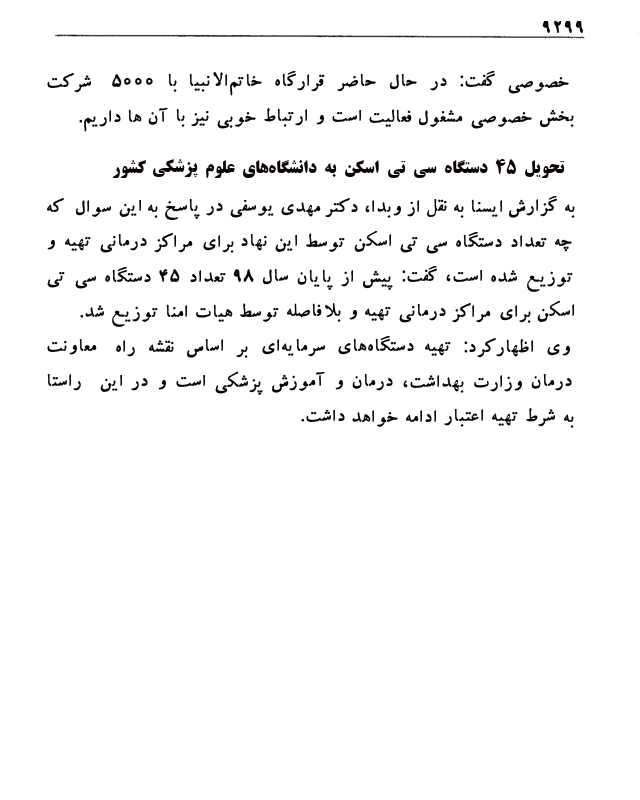 ۹۲۹۹
خصوصی گفت: در حال حاضر قرارگاه خاتم‌الانبیا با ۵۰۰۰ شرکت
بخش خصوصی مشغول فعالیت است و ارتباط خوبی نیز با آن ها داریم.
تحویل ۴۵ دستگاه سی تی اسکن به دانشگاه‌های علوم پزشکی کشور
به گزارش ایسنا به نقل از وبدا، دکتر مهدی یوسفی در پاسخ به این سوال که
چه تعداد دستگاه سی تی اسکن توسط این نهاد برای مراکز درمانی تهیه و
توزیع شده است، گفت: پیش از پایان سال ۹۸ تعداد ۴۵ دستگاه سی تی
اسکن برای مراکز درمانی تهیه و بلافاصله توسط هیات امنا توزیع شد.
وی اظهارکرد: تهیه دستگاه‌های سرمایه‌ای بر اساس نقشه راه معاونت
درمان وزارت بهداشت، درمان و آموزش پزشکی است و در این راستا
به شرط تهیه اعتبار ادامه خواهد داشت.